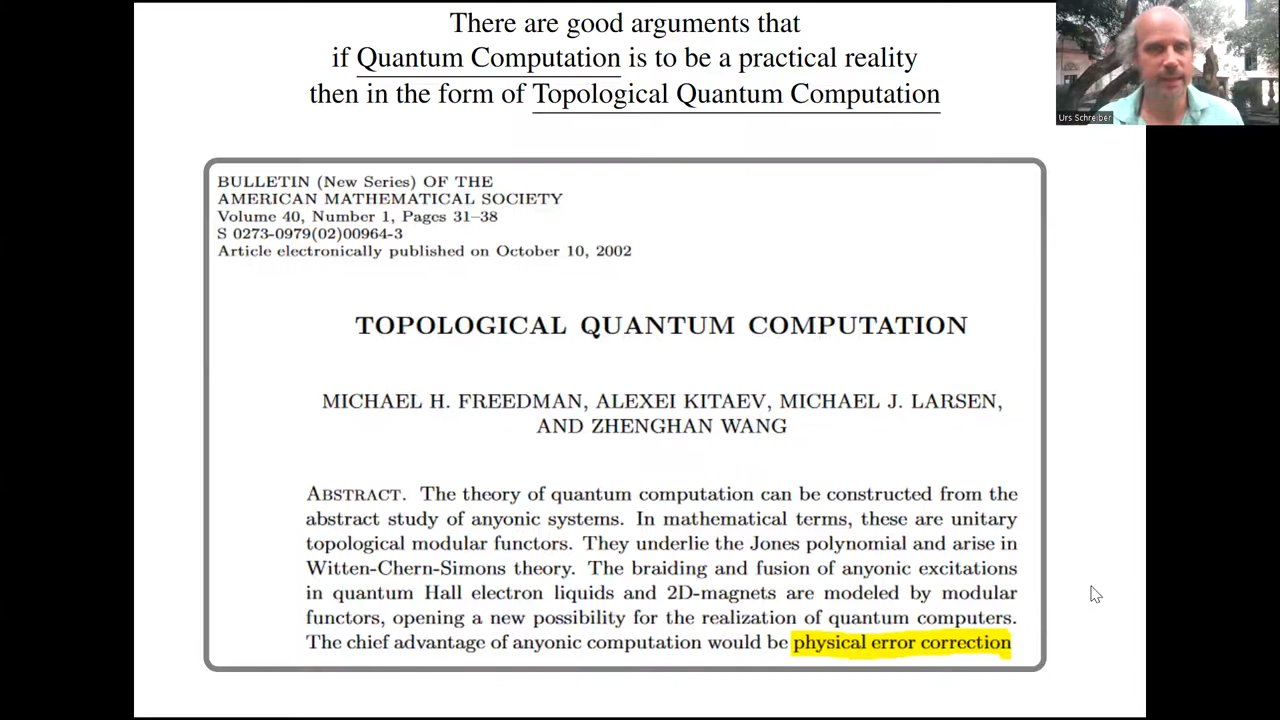 There are good arguments that
if Quantum Computation is to be a practical reality
then in the form of Topological Quantum Computation
Urs Schreiber
BULLETIN (New Series) OF THE
AMERICAN MATHEMATICAL SOCIETY
Volume 40, Number 1, Pages 31–38
S 0273-0979(02)00964-3
Article electronically published on October 10, 2002
TOPOLOGICAL QUANTUM COMPUTATION
MICHAEL H. FREEDMAN, ALEXEI KITAEV, MICHAEL J. LARSEN,
AND ZHENGHAN WANG
Abstract. The theory of quantum computation can be constructed from the
abstract study of anyonic systems. In mathematical terms, these are unitary
topological modular functors. They underlie the Jones polynomial and arise in
Witten-Chern-Simons theory. The braiding and fusion of anyonic excitations
in quantum Hall electron liquids and 2D-magnets are modeled by modular
functors, opening a new possibility for the realization of quantum computers.
The chief advantage of anyonic computation would be physical error correction